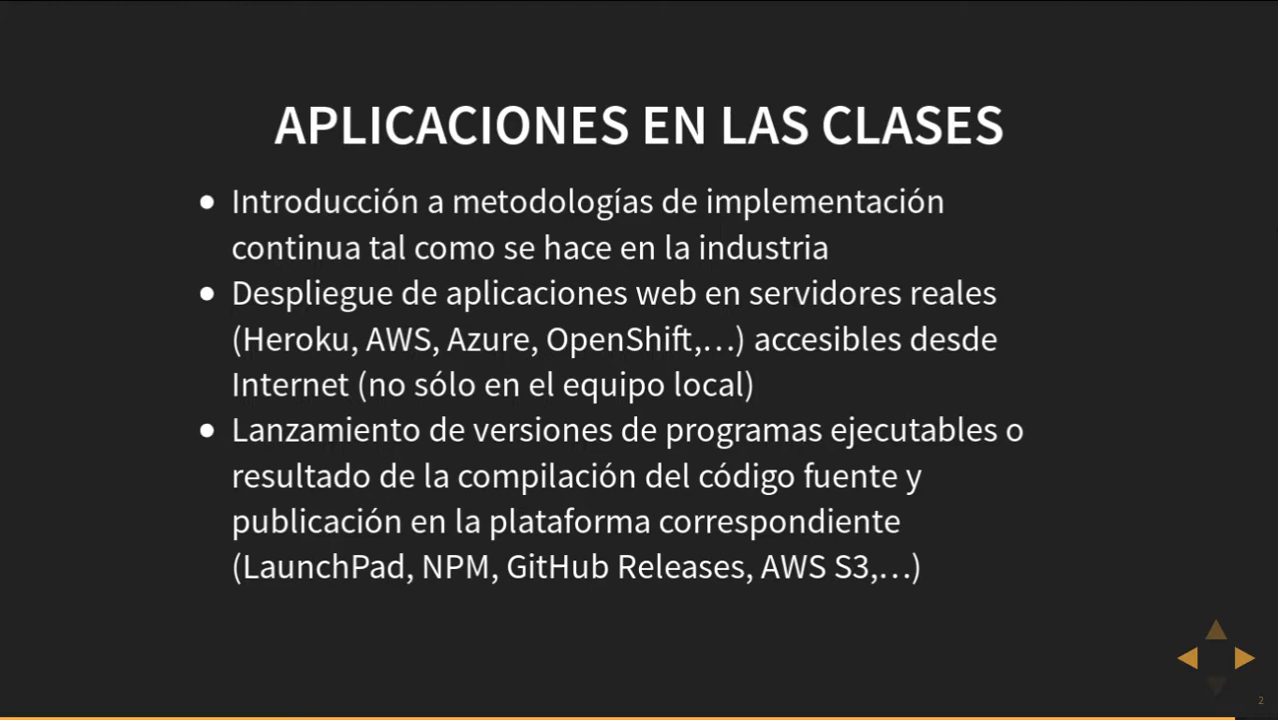 APLICACIONES EN LAS CLASES
• Introducción a metodologías de implementación
continua tal como se hace en la industria
• Despliegue de aplicaciones web en servidores reales
(Heroku, AWS, Azure, OpenShift,…) accesibles desde
Internet (no sólo en el equipo local)
• Lanzamiento de versiones de programas ejecutables o
resultado de la compilación del código fuente y
publicación en la plataforma correspondiente
(LaunchPad, NPM, GitHub Releases, AWS S3,…)
2